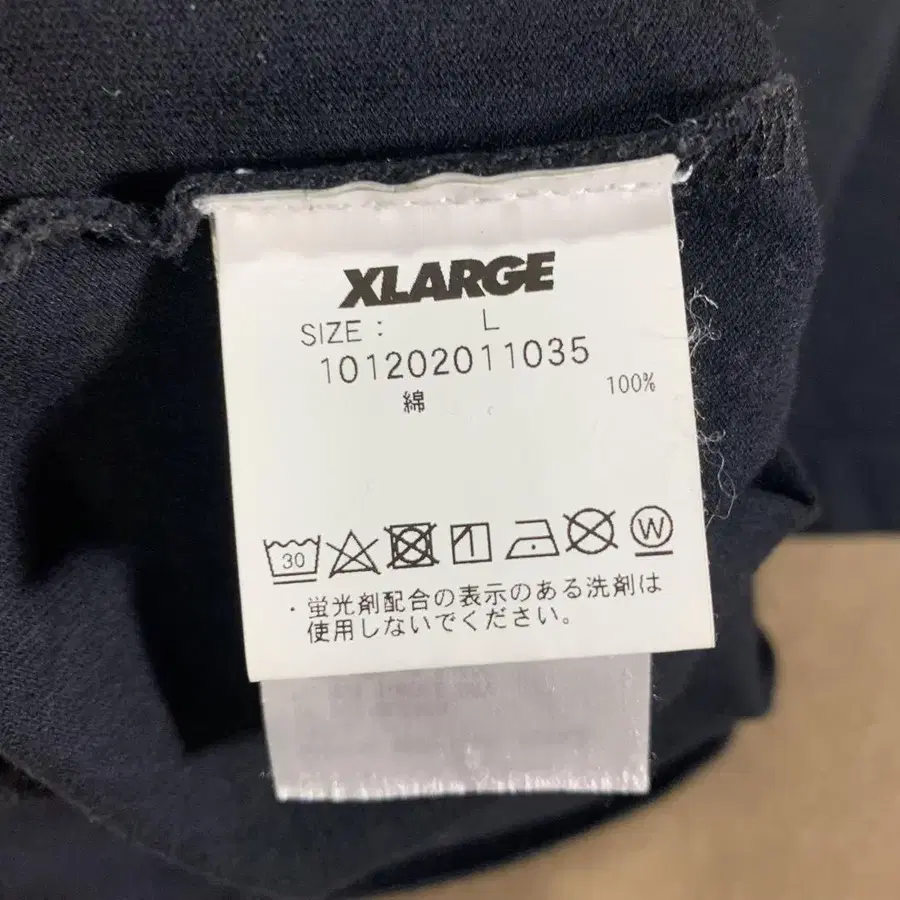 XLARGE
SIZE : L
101202011035
綿 100%
30 W
・蛍光剤配合の表示のある洗剤は
使用しないでください。